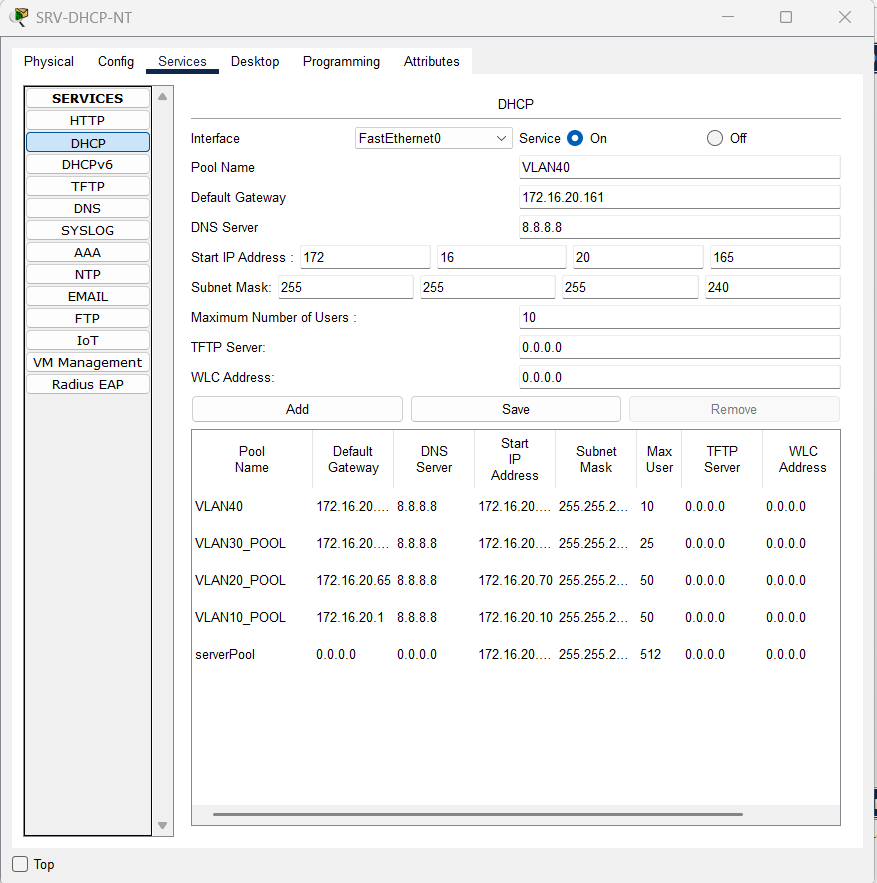 SRV-DHCP-NT
Physical Config Services Desktop Programming Attributes
SERVICES
HTTP
DHCP
DHCPv6
TFTP
DNS
SYSLOG
AAA
NTP
EMAIL
FTP
IoT
VM Management
Radius EAP
DHCP
Interface FastEthernet0 Service On Off
Pool Name VLAN40
Default Gateway 172.16.20.161
DNS Server 8.8.8.8
Start IP Address : 172 16 20 165
Subnet Mask: 255 255 255 240
Maximum Number of Users : 10
TFTP Server: 0.0.0.0
WLC Address: 0.0.0.0
Add Save Remove
Pool Name Default Gateway DNS Server Start IP Address Subnet Mask Max User TFTP Server WLC Address
VLAN40 172.16.20.... 8.8.8.8 172.16.20.... 255.255.2... 10 0.0.0.0 0.0.0.0
VLAN30_POOL 172.16.20.... 8.8.8.8 172.16.20.... 255.255.2... 25 0.0.0.0 0.0.0.0
VLAN20_POOL 172.16.20.65 8.8.8.8 172.16.20.70 255.255.2... 50 0.0.0.0 0.0.0.0
VLAN10_POOL 172.16.20.1 8.8.8.8 172.16.20.10 255.255.2... 50 0.0.0.0 0.0.0.0
serverPool 0.0.0.0 0.0.0.0 172.16.20.... 255.255.2... 512 0.0.0.0 0.0.0.0
Top